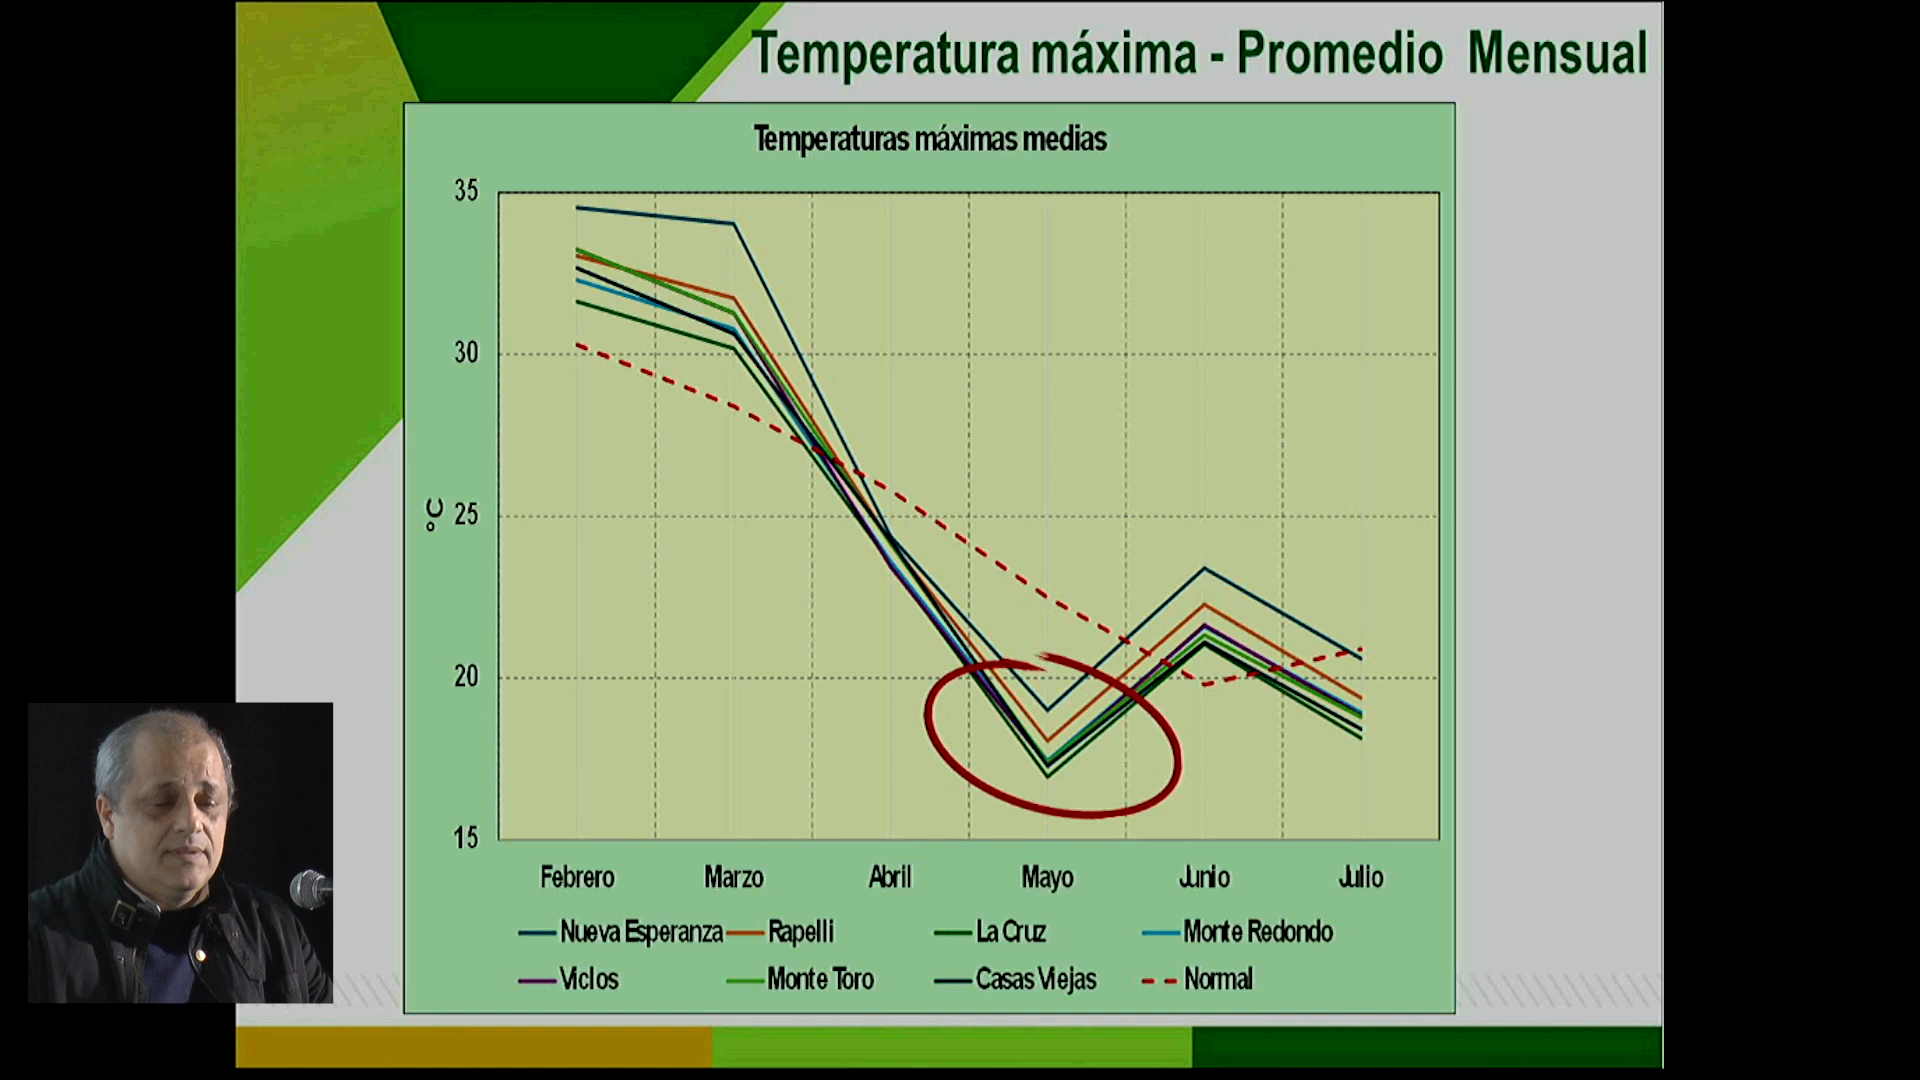 Temperatura máxima - Promedio Mensual
Temperaturas máximas medias
35
30
25
20
15
°C
Febrero Marzo Abril Mayo Junio Julio
Nueva Esperanza Rapelli La Cruz Monte Redondo
Viclos Monte Toro Casas Viejas Normal